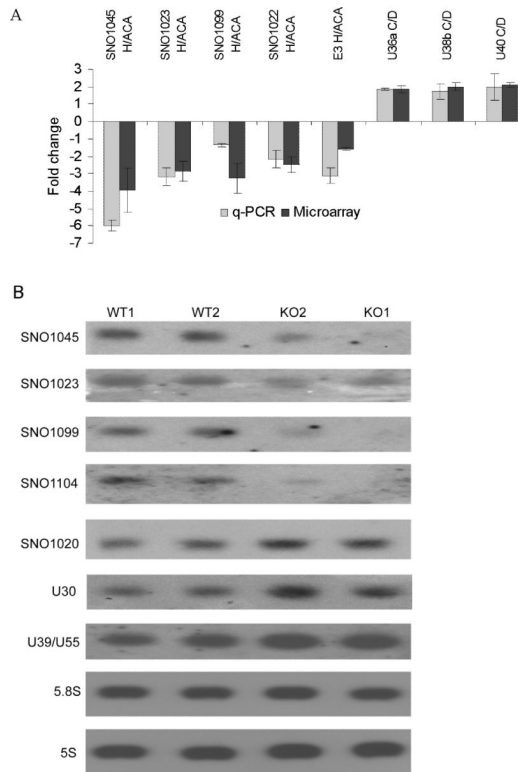 A
SNO1045 H/ACA
SNO1023 H/ACA
SNO1099 H/ACA
SNO1022 H/ACA
E3 H/ACA
U36a C/D
U38b C/D
U40 C/D
Fold change
3
2
1
0
-1
-2
-3
-4
-5
-6
-7
q-PCR Microarray
B
WT1 WT2 KO2 KO1
SNO1045
SNO1023
SNO1099
SNO1104
SNO1020
U30
U39/U55
5.8S
5S